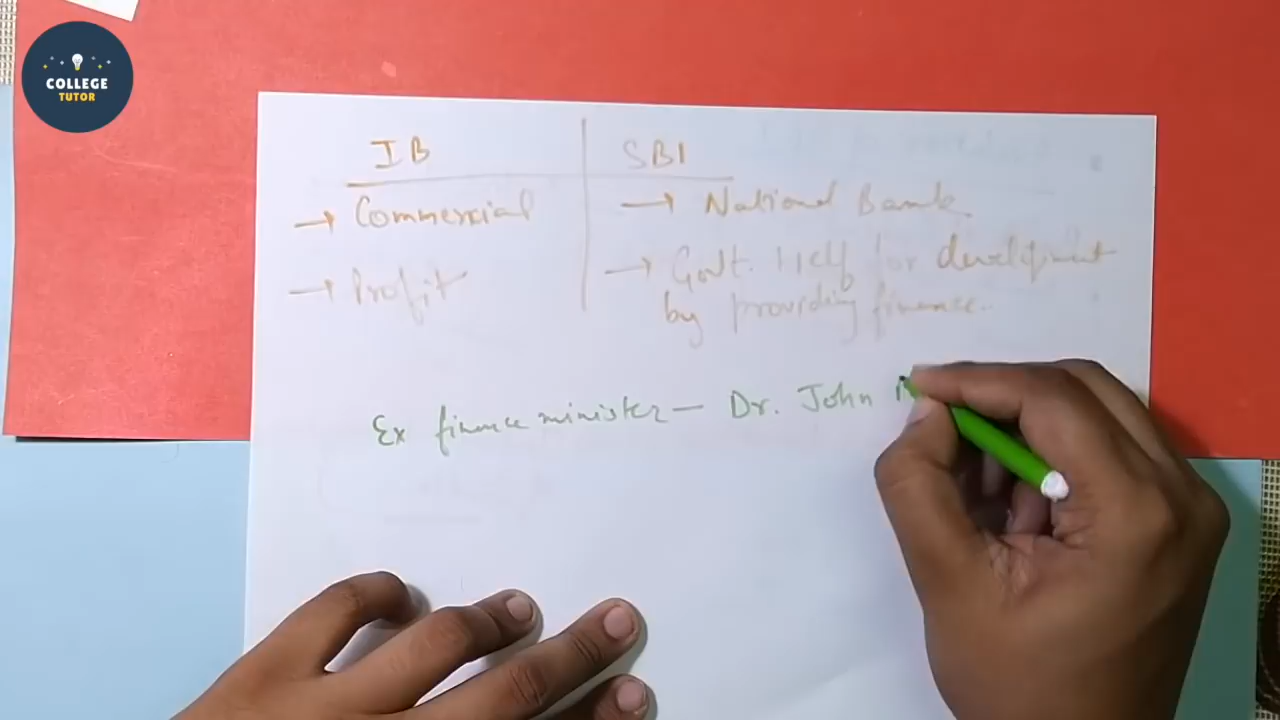 COLLEGE
TUTOR
IB
SBI
→ Commercial
→ National Bank.
→ Profit
→ Govt. Help for development
by providing finance.
Ex finance minister — Dr. John